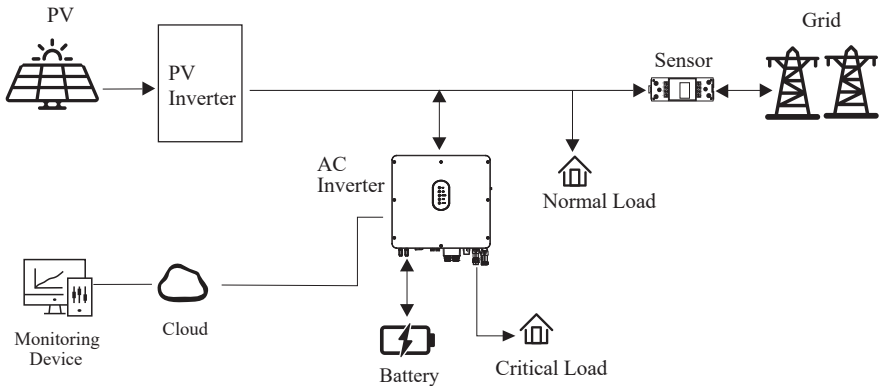 PV
Grid
Sensor
PV
Inverter
AC
Inverter
Normal Load
Cloud
Monitoring
Device
Critical Load
Battery